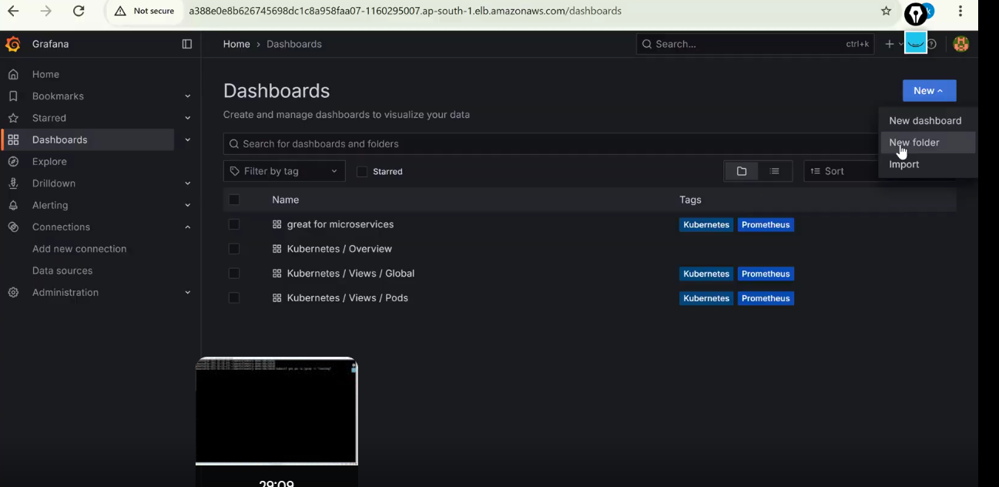 Not secure
a388e0e8b626745698dc1c8a958faa07-1160295007.ap-south-1.elb.amazonaws.com/dashboards
k
Grafana
Home › Dashboards
Search...
ctrl+k
Home
Bookmarks
Starred
Dashboards
Explore
Drilldown
Alerting
Connections
Add new connection
Data sources
Administration
Dashboards
Create and manage dashboards to visualize your data
New
New dashboard
New folder
Import
Search for dashboards and folders
Filter by tag
Starred
Sort
Name
Tags
great for microservices
Kubernetes
Prometheus
Kubernetes / Overview
Kubernetes / Views / Global
Kubernetes
Prometheus
Kubernetes / Views / Pods
Kubernetes
Prometheus
29:09